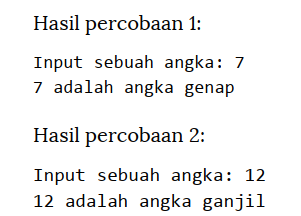 Hasil percobaan 1:
Input sebuah angka: 7
7 adalah angka genap
Hasil percobaan 2:
Input sebuah angka: 12
12 adalah angka ganjil